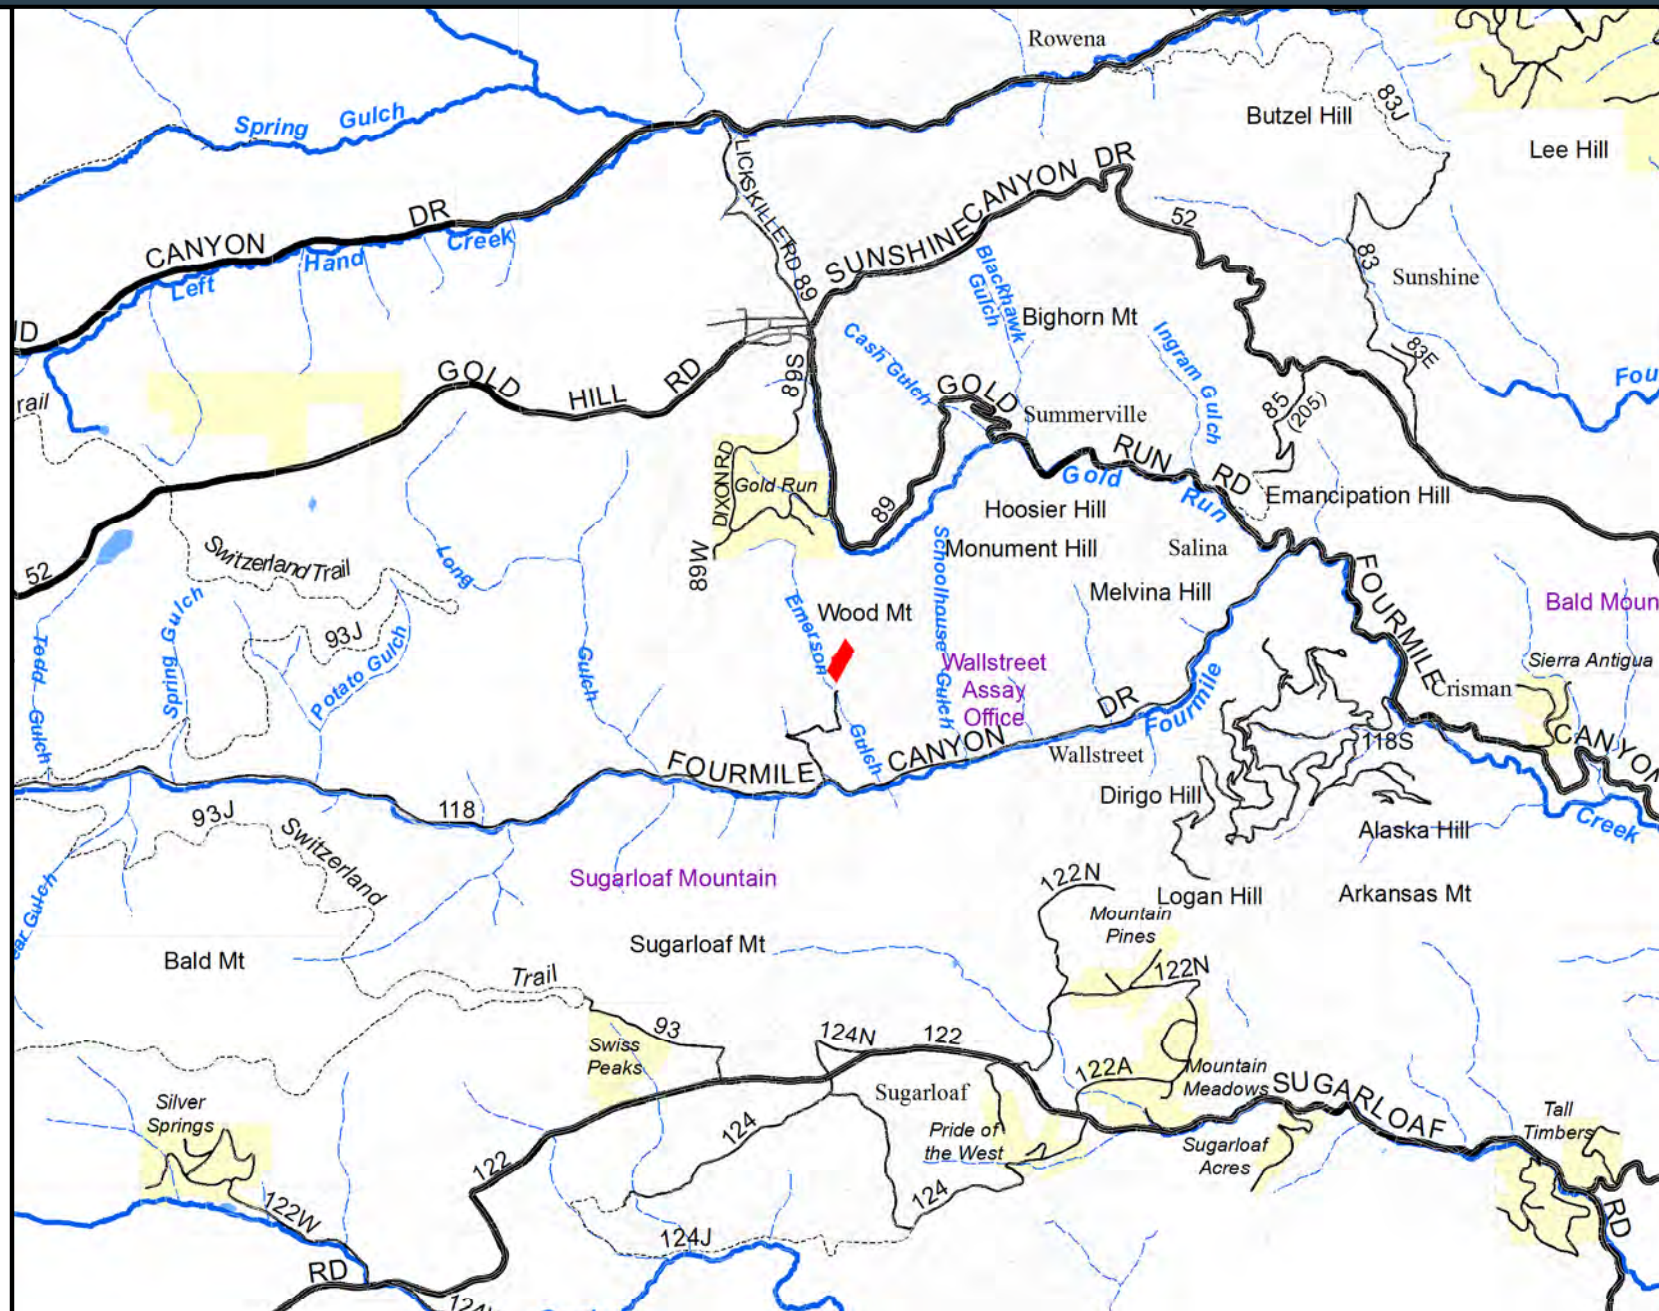 Rowena
83J
Butzel Hill
Lee Hill
Spring Gulch
LICKSKILLET RD 89
SUNSHINE CANYON DR
52
CANYON DR
Left Hand Creek
83
Sunshine
Blackhawk
Gulch
Bighorn Mt
Cash Gulch
Ingram Gulch
83E
Fou
GOLD HILL RD
89S
GOLD RUN RD
Summerville
85
(205)
rail
DIXON RD
Gold Run
89
Gold Run
Emancipation Hill
Hoosier Hill
Monument Hill
Salina
Switzerland Trail
52
Long Gulch
89W
Schoolhouse Gulch
Melvina Hill
FOURMILE CANYON
Bald Moun
Todd Gulch
Spring Gulch
93J
Potato Gulch
Emerson Gulch
Wood Mt
Wallstreet
Assay
Office
Sierra Antigua
Crisman
FOURMILE CANYON DR
Fourmile
Wallstreet
118S
118
Dirigo Hill
Alaska Hill
Creek
93J
Switzerland Trail
Sugarloaf Mountain
122N
Logan Hill
Arkansas Mt
ear Gulch
Mountain
Pines
Bald Mt
Sugarloaf Mt
122N
93
124N
122
Swiss
Peaks
122A
Mountain
Meadows
SUGARLOAF RD
Sugarloaf
Silver
Springs
124
Pride of
the West
Sugarloaf
Acres
Tall
Timbers
122
124
122W
124J
RD